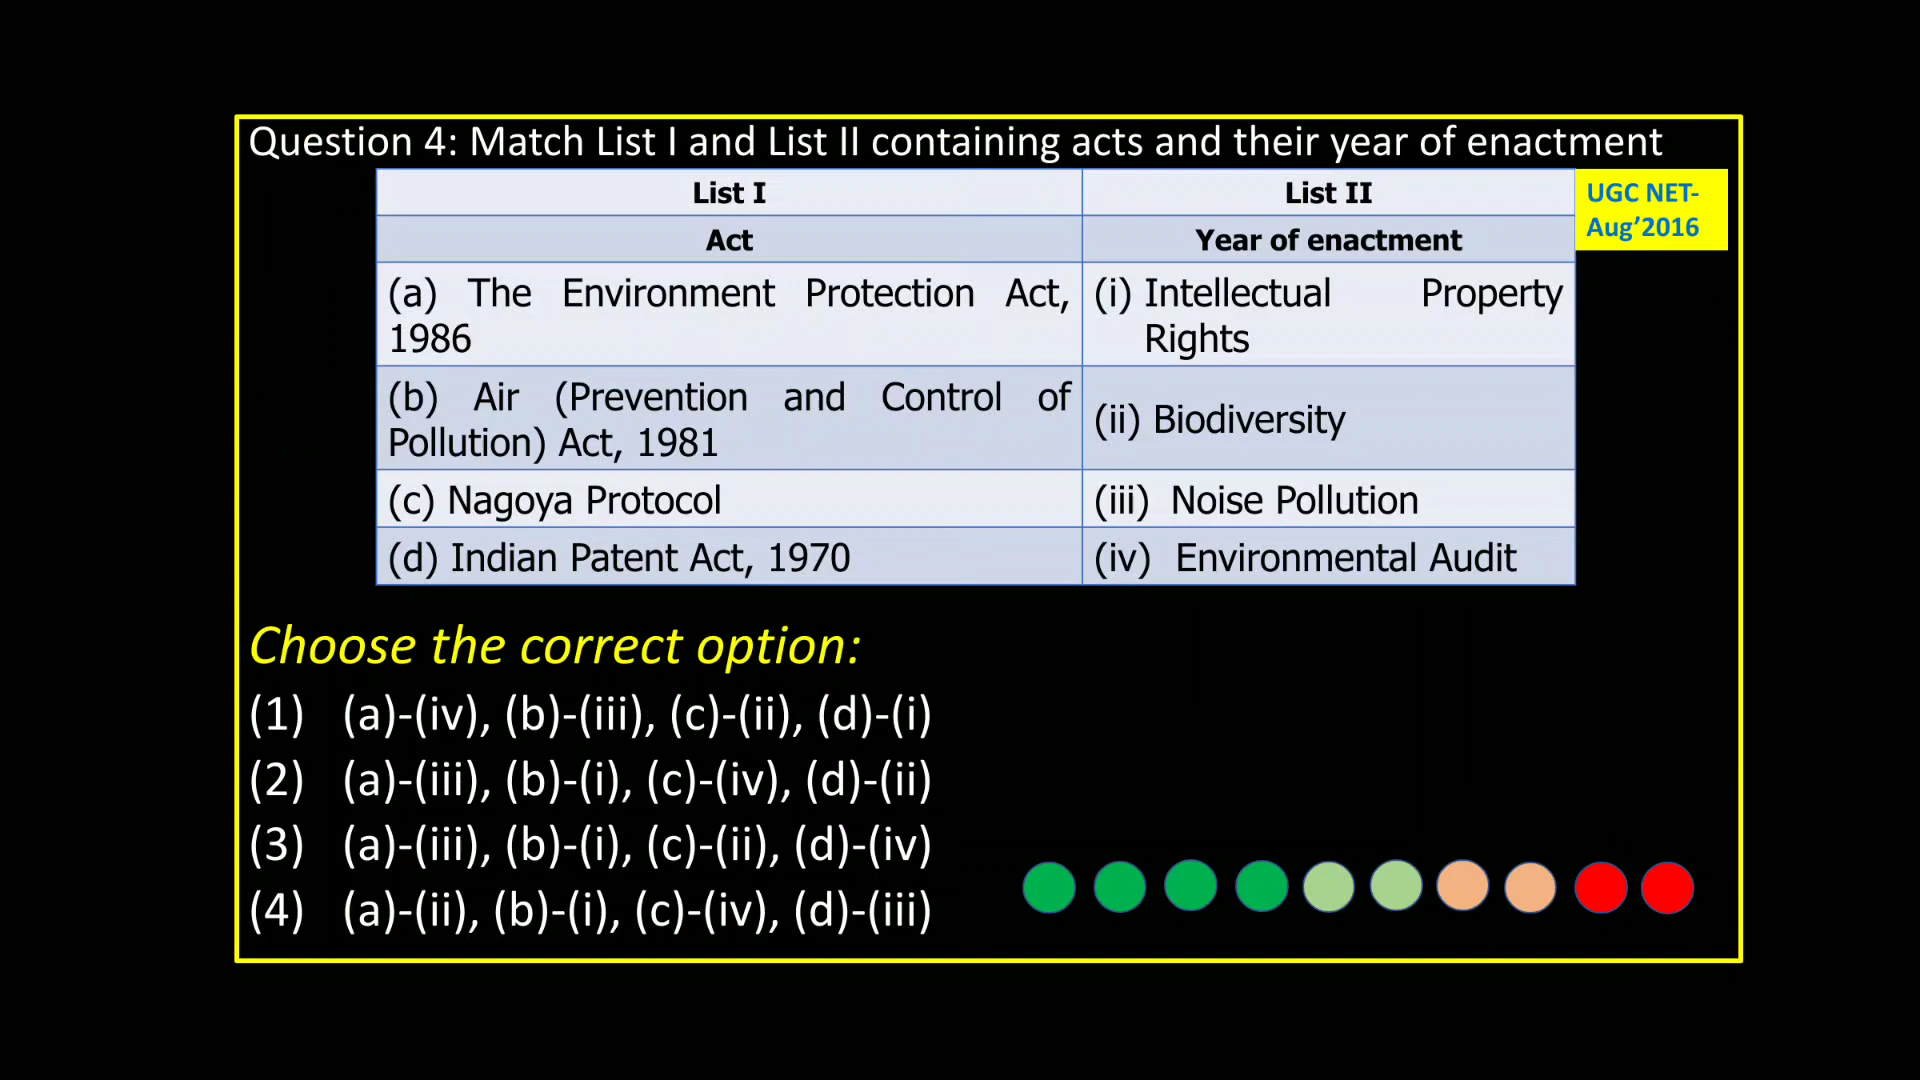 Question 4: Match List I and List II containing acts and their year of enactment
List I
List II
UGC NET-
Aug’2016
Act
Year of enactment
(a) The Environment Protection Act,
1986
(i) Intellectual Property
Rights
(b) Air (Prevention and Control of
Pollution) Act, 1981
(ii) Biodiversity
(c) Nagoya Protocol
(iii) Noise Pollution
(d) Indian Patent Act, 1970
(iv) Environmental Audit
Choose the correct option:
(1) (a)-(iv), (b)-(iii), (c)-(ii), (d)-(i)
(2) (a)-(iii), (b)-(i), (c)-(iv), (d)-(ii)
(3) (a)-(iii), (b)-(i), (c)-(ii), (d)-(iv)
(4) (a)-(ii), (b)-(i), (c)-(iv), (d)-(iii)